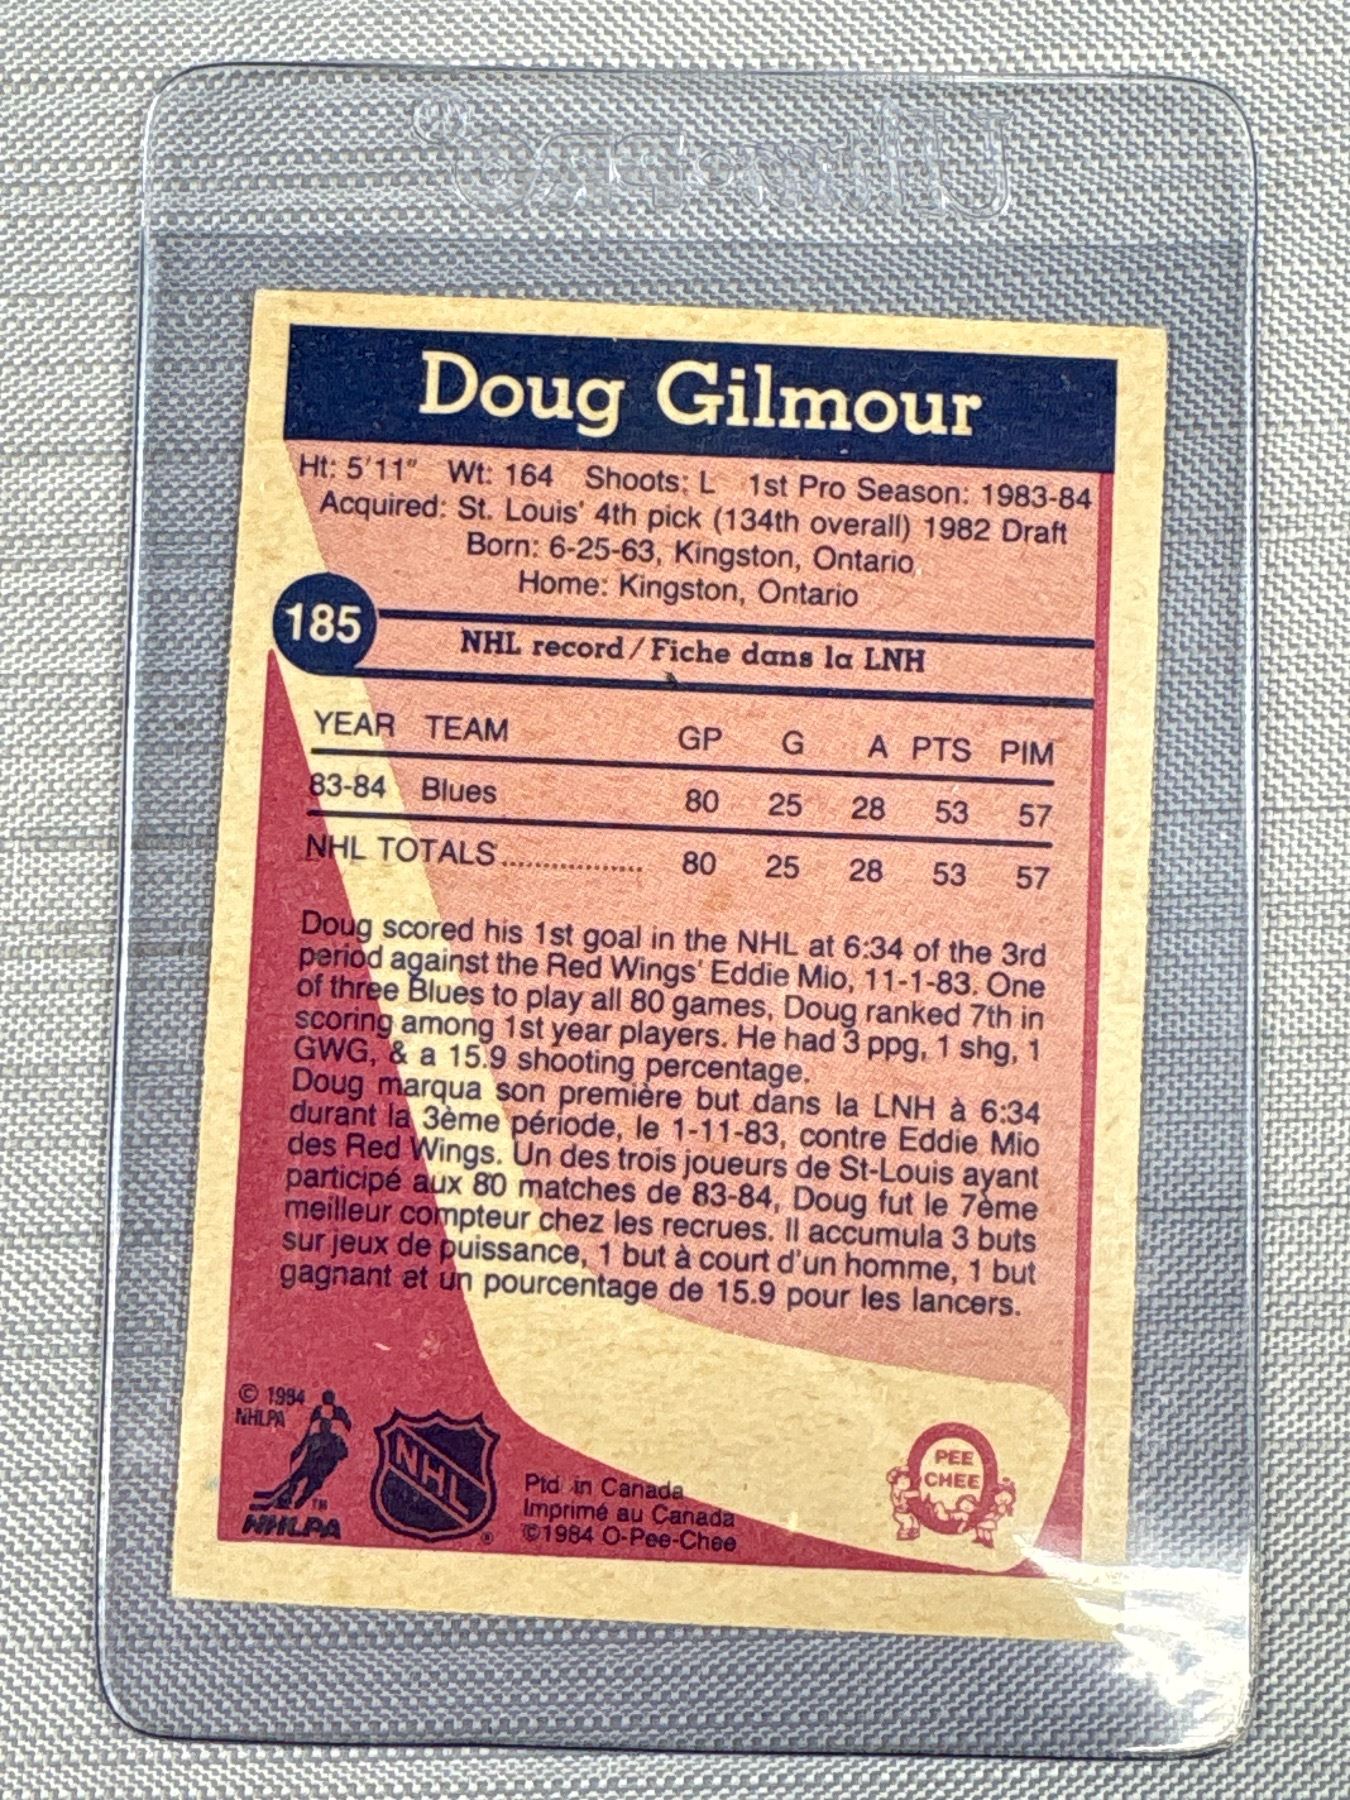 Ultra•PRO®
Doug Gilmour
Ht: 5'11" Wt: 164 Shoots: L 1st Pro Season: 1983-84
Acquired: St. Louis' 4th pick (134th overall) 1982 Draft
Born: 6-25-63, Kingston, Ontario
Home: Kingston, Ontario
185
NHL record/Fiche dans la LNH
YEAR TEAM GP G A PTS PIM
83-84 Blues 80 25 28 53 57
NHL TOTALS.................. 80 25 28 53 57
Doug scored his 1st goal in the NHL at 6:34 of the 3rd
period against the Red Wings' Eddie Mio, 11-1-83. One
of three Blues to play all 80 games, Doug ranked 7th in
scoring among 1st year players. He had 3 ppg, 1 shg, 1
GWG, & a 15.9 shooting percentage.
Doug marqua son première but dans la LNH à 6:34
durant la 3ème période, le 1-11-83, contre Eddie Mio
des Red Wings. Un des trois joueurs de St-Louis ayant
participé aux 80 matches de 83-84, Doug fut le 7ème
meilleur compteur chez les recrues. Il accumula 3 buts
sur jeux de puissance, 1 but à court d'un homme, 1 but
gagnant et un pourcentage de 15.9 pour les lancers.
© 1984
NHLPA
TM
NHLPA
NHL
®
Ptd. in Canada
Imprimé au Canada
©1984 O-Pee-Chee
PEE
CHEE